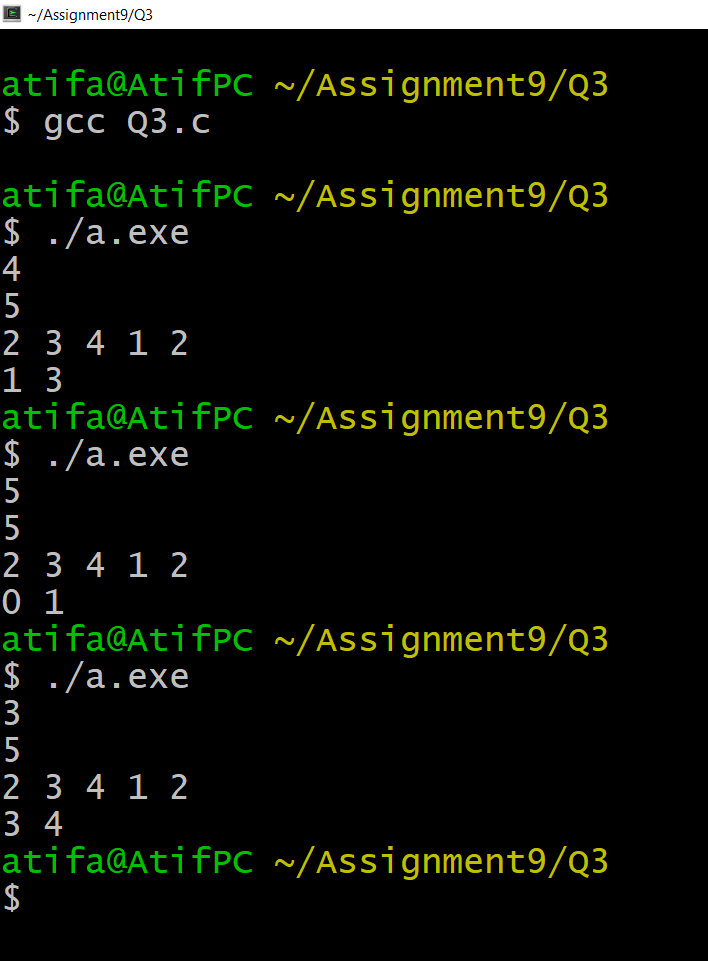 ~/Assignment9/Q3
atifa@AtifPC ~/Assignment9/Q3
$ gcc Q3.c
atifa@AtifPC ~/Assignment9/Q3
$ ./a.exe
4
5
2 3 4 1 2
1 3
atifa@AtifPC ~/Assignment9/Q3
$ ./a.exe
5
5
2 3 4 1 2
0 1
atifa@AtifPC ~/Assignment9/Q3
$ ./a.exe
3
5
2 3 4 1 2
3 4
atifa@AtifPC ~/Assignment9/Q3
$